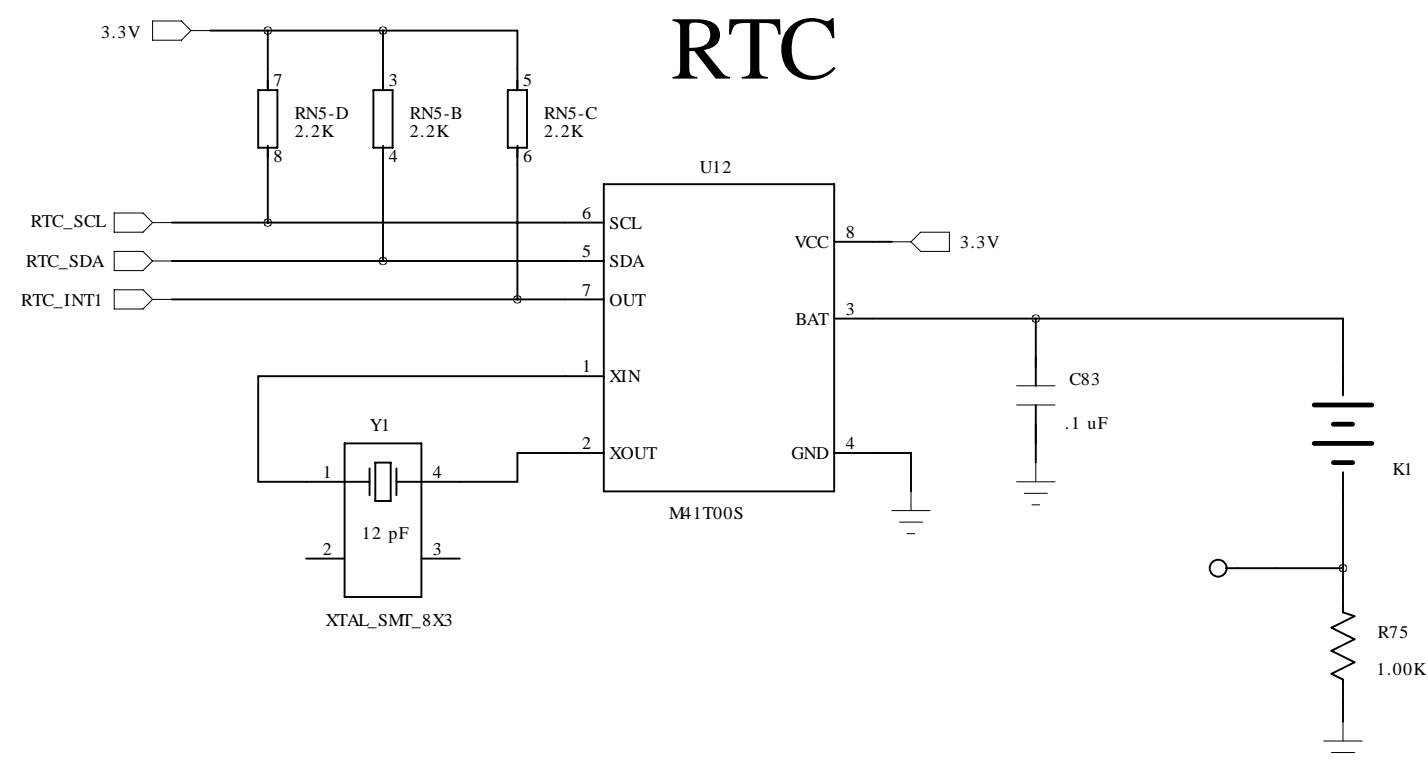 RTC
3.3V
7
3
5
RN5-D
2.2K
RN5-B
2.2K
RN5-C
2.2K
8
4
6
U12
RTC_SCL
6
SCL
RTC_SDA
5
SDA
RTC_INT1
7
OUT
VCC
8
3.3V
BAT
3
1
XIN
C83
.1 uF
Y1
2
XOUT
GND
4
1
4
K1
M41T00S
12 pF
2
3
XTAL_SMT_8X3
R75
1.00K